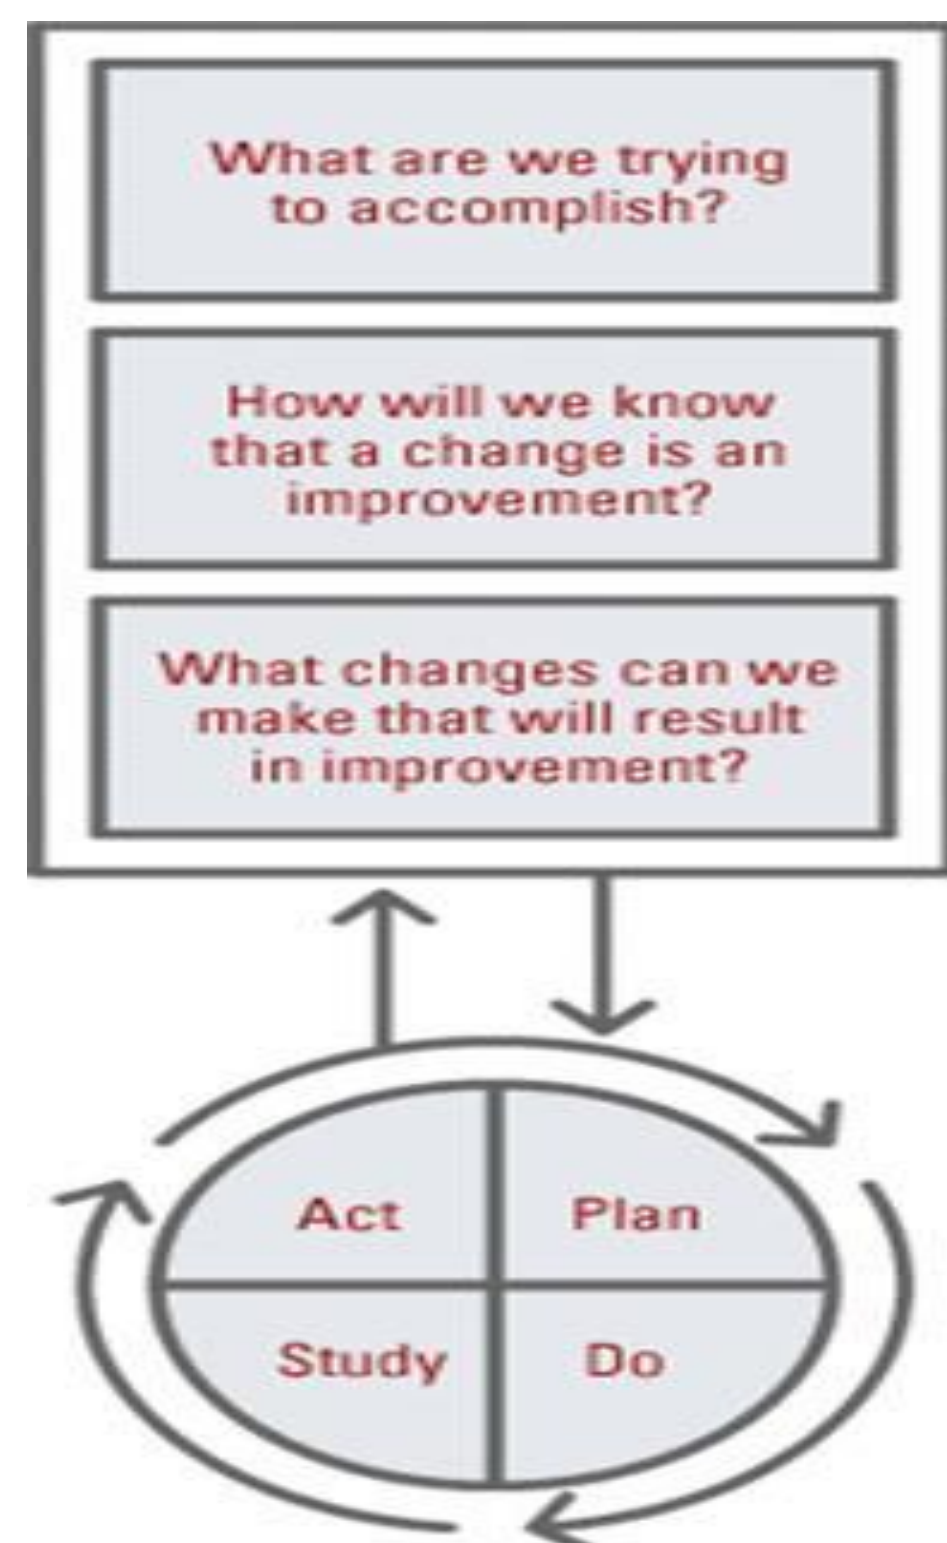 What are we trying
to accomplish?
How will we know
that a change is an
improvement?
What changes can we
make that will result
in improvement?
Act
Plan
Study
Do